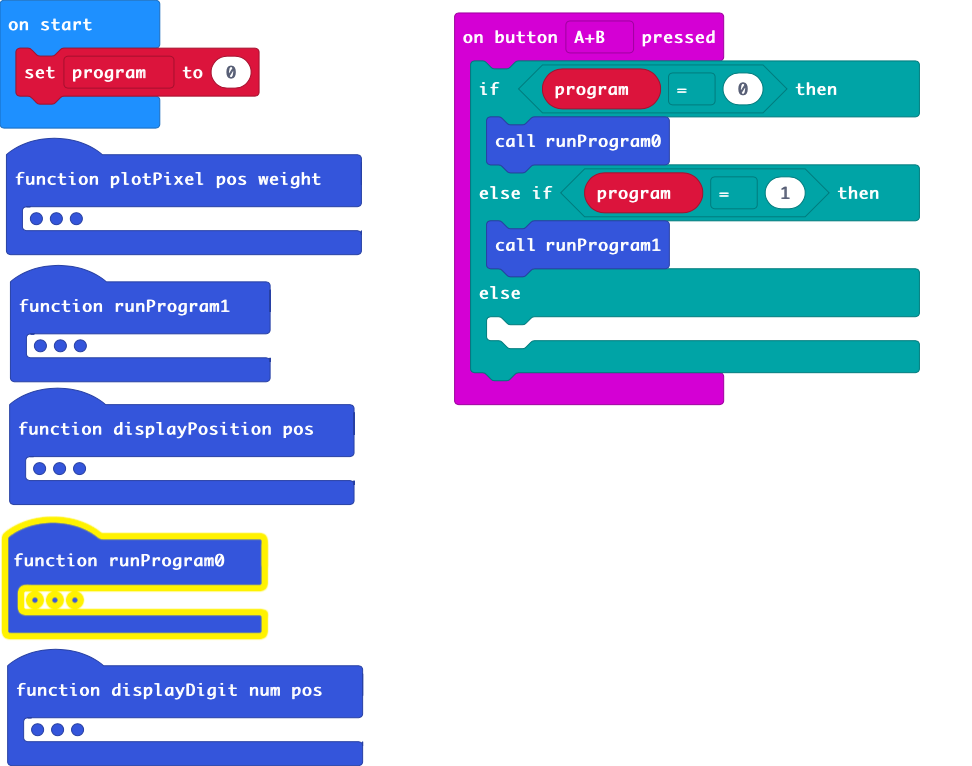 on start
set program to 0
function plotPixel pos weight
function runProgram1
function displayPosition pos
function runProgram0
function displayDigit num pos
on button A+B pressed
if program = 0 then
call runProgram0
else if program = 1 then
call runProgram1
else